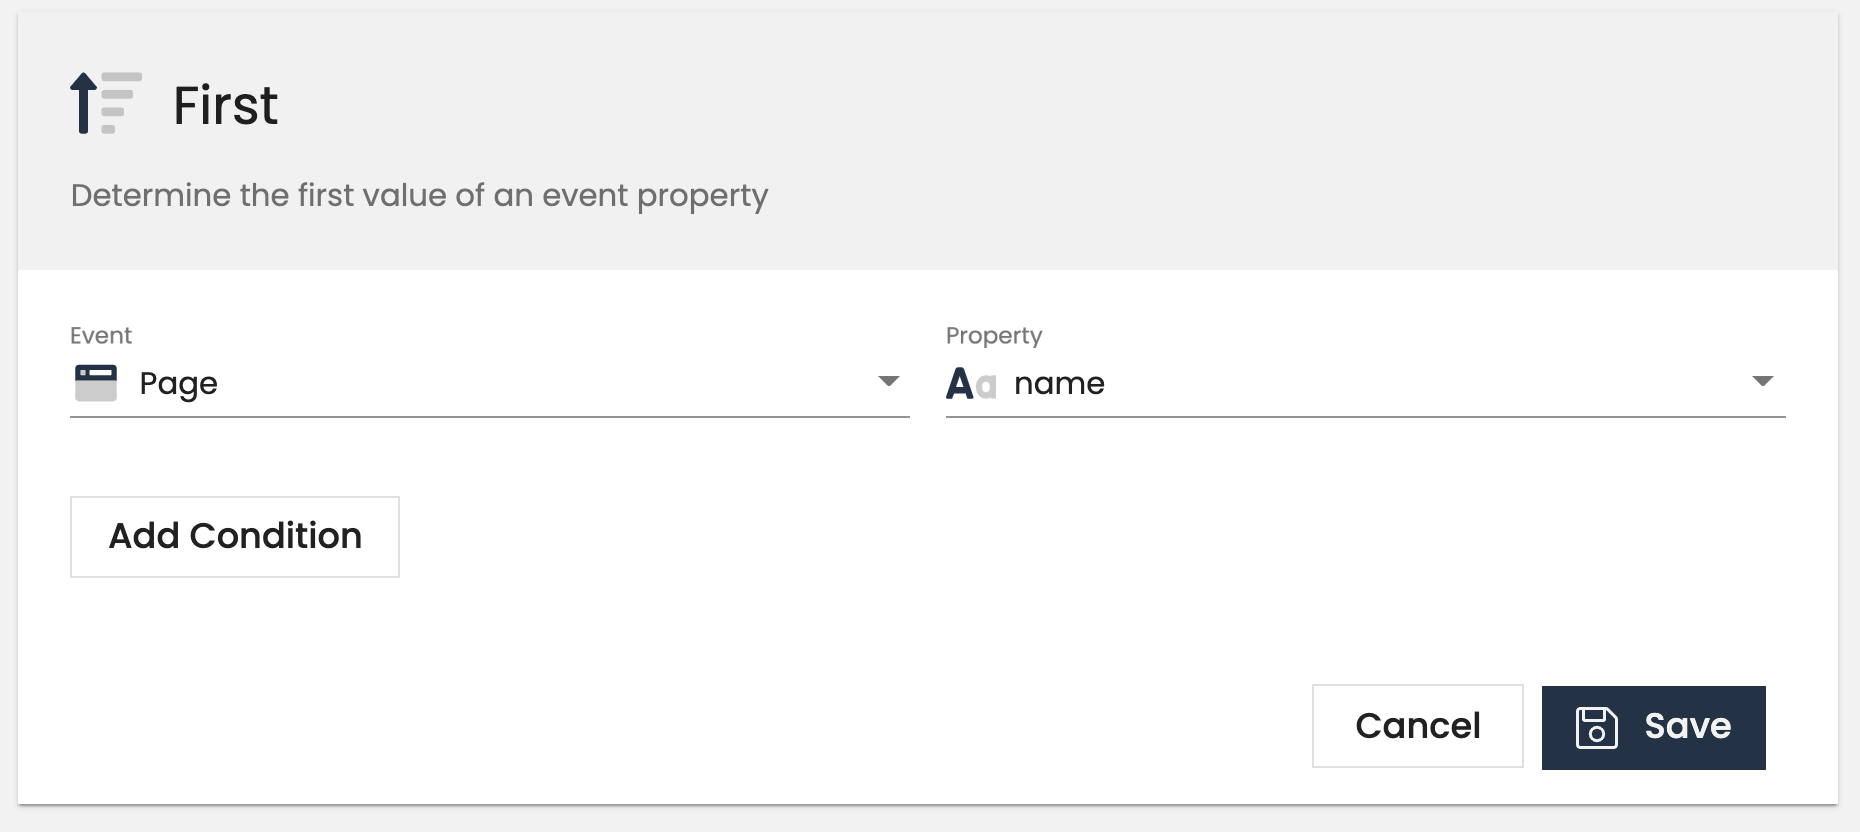 First
Determine the first value of an event property
Event
Page
Property
Aa name
Add Condition
Cancel
Save